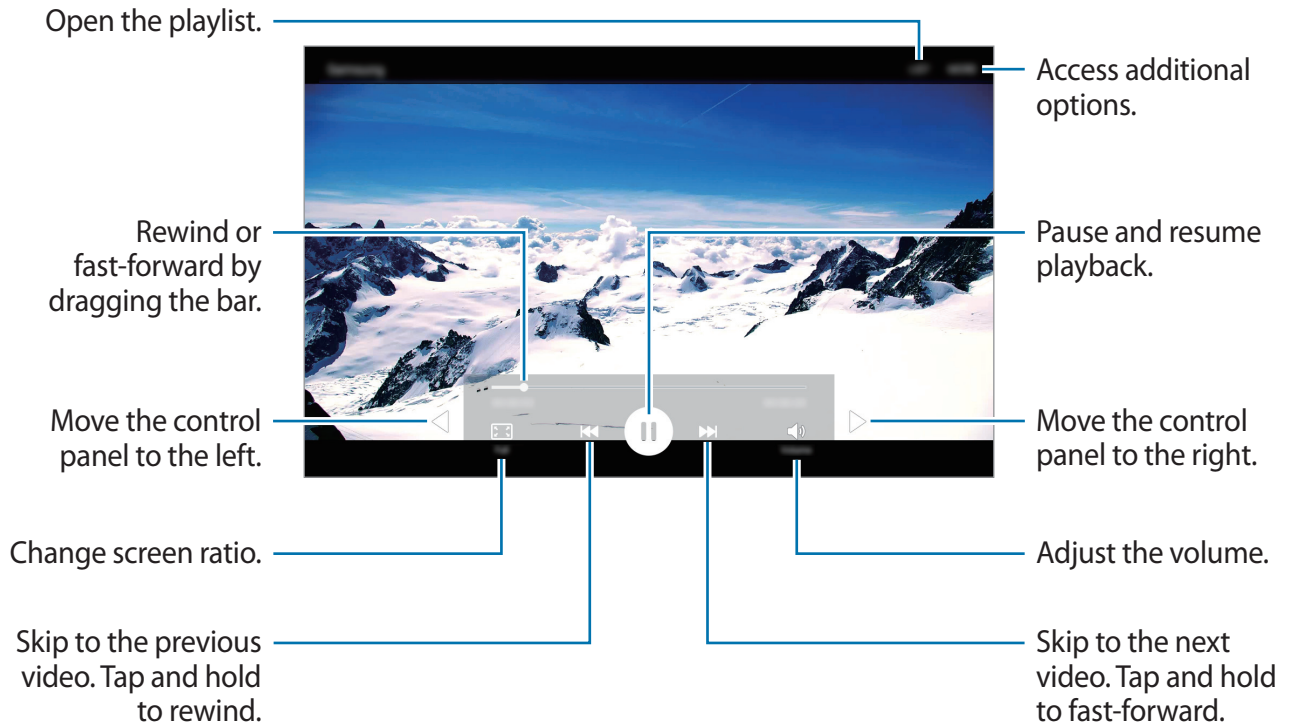 Open the playlist.
Access additional
options.
Rewind or
fast-forward by
dragging the bar.
Pause and resume
playback.
Move the control
panel to the left.
Move the control
panel to the right.
Change screen ratio.
Adjust the volume.
Skip to the previous
video. Tap and hold
to rewind.
Skip to the next
video. Tap and hold
to fast-forward.